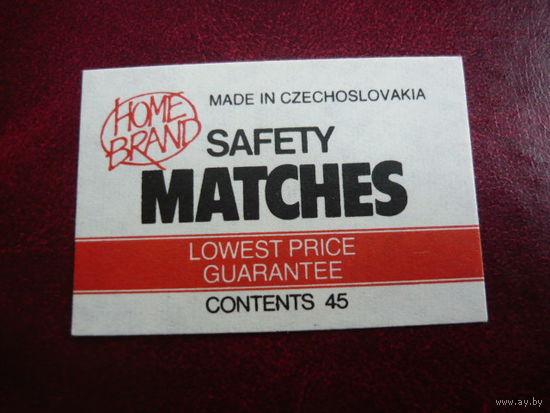 HOME
BRAND
MADE IN CZECHOSLOVAKIA
SAFETY
MATCHES
LOWEST PRICE
GUARANTEE
CONTENTS 45
www.ay.by